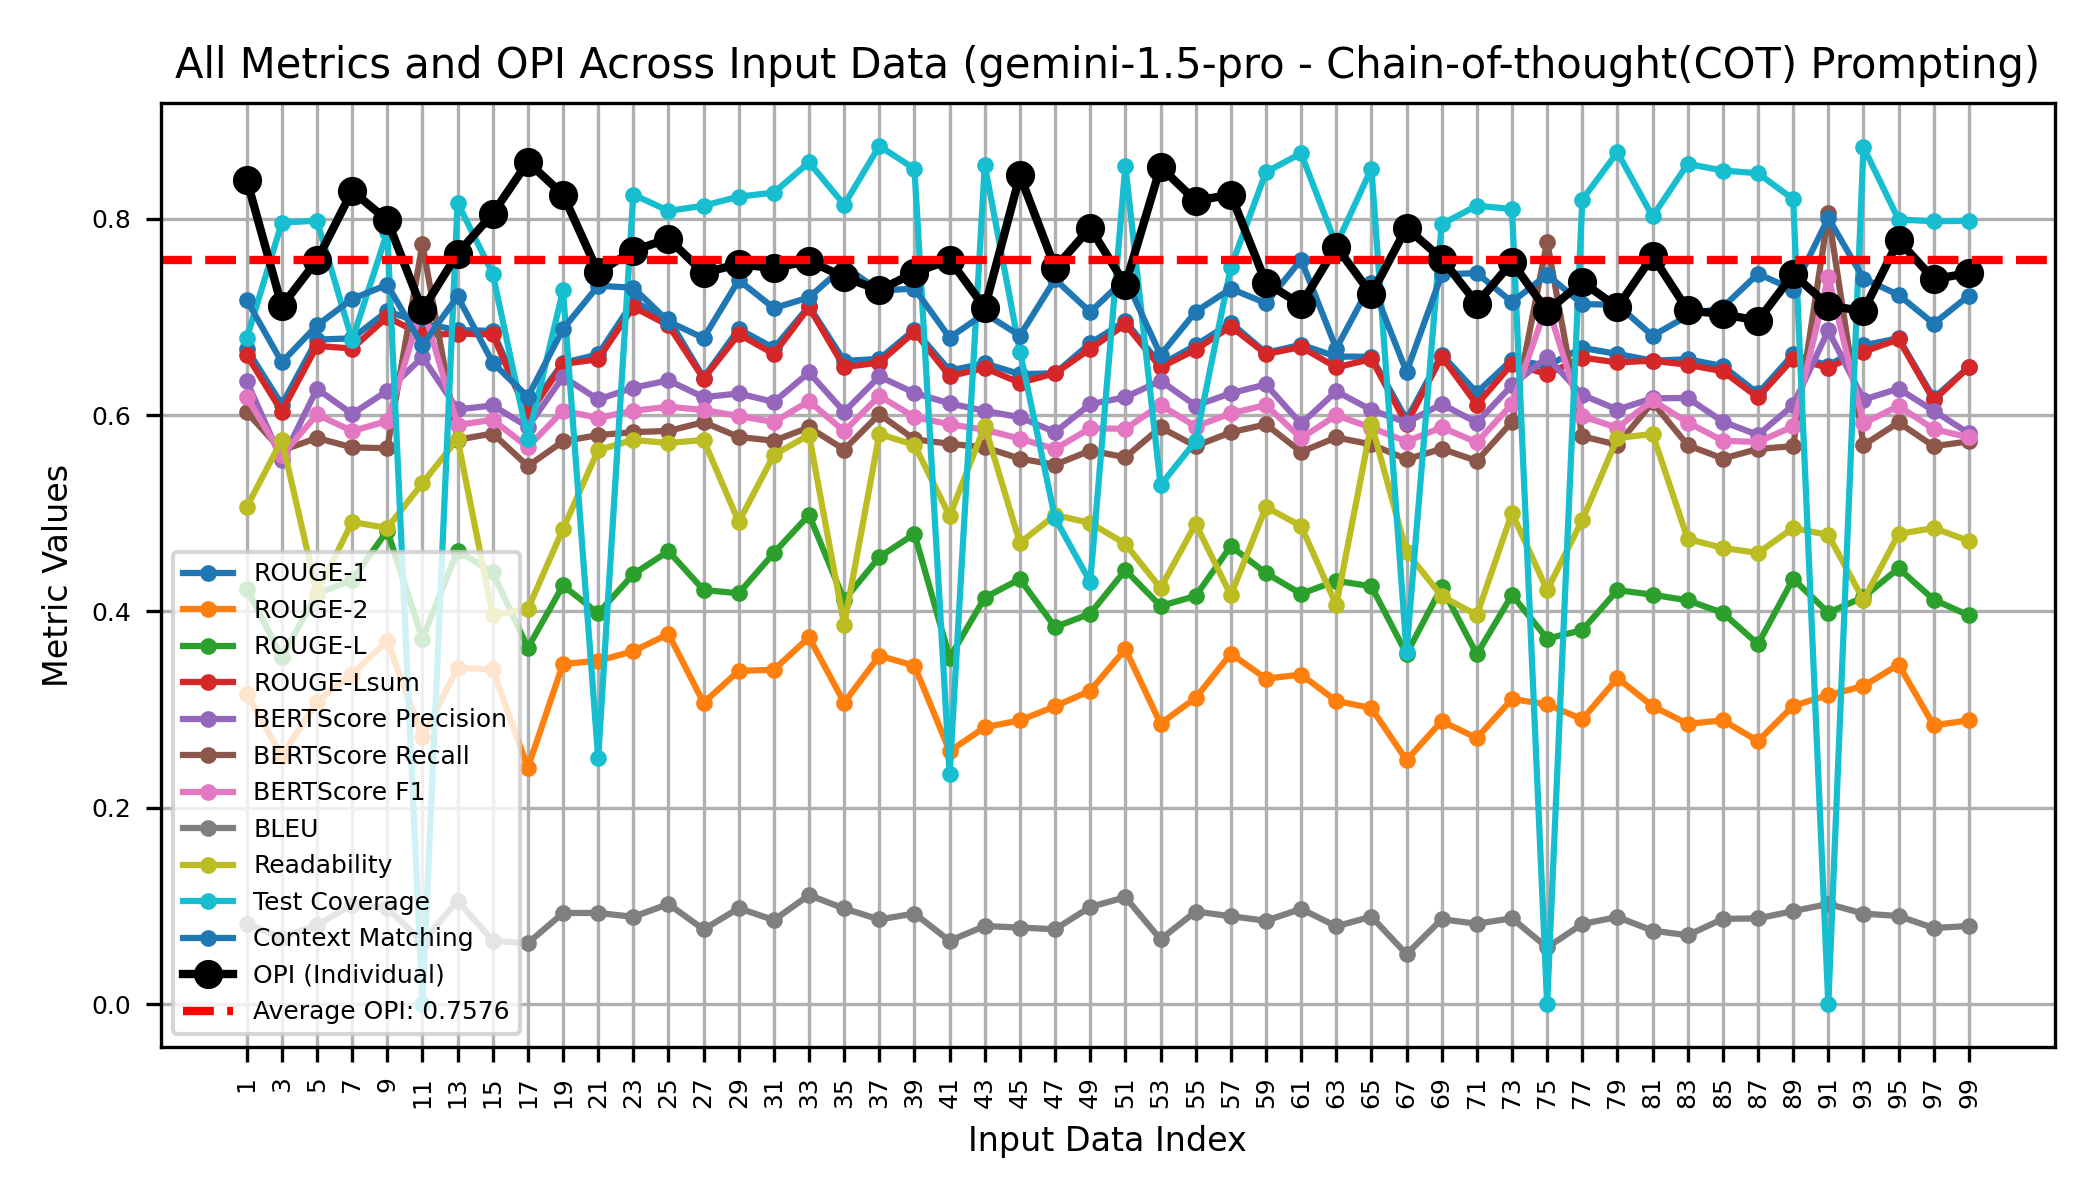 All Metrics and OPI Across Input Data (gemini-1.5-pro - Chain-of-thought(COT) Prompting)
Metric Values
0.8
0.6
0.4
0.2
0.0
ROUGE-1
ROUGE-2
ROUGE-L
ROUGE-Lsum
BERTScore Precision
BERTScore Recall
BERTScore F1
BLEU
Readability
Test Coverage
Context Matching
OPI (Individual)
Average OPI: 0.7576
1 3 5 7 9 11 13 15 17 19 21 23 25 27 29 31 33 35 37 39 41 43 45 47 49 51 53 55 57 59 61 63 65 67 69 71 73 75 77 79 81 83 85 87 89 91 93 95 97 99
Input Data Index